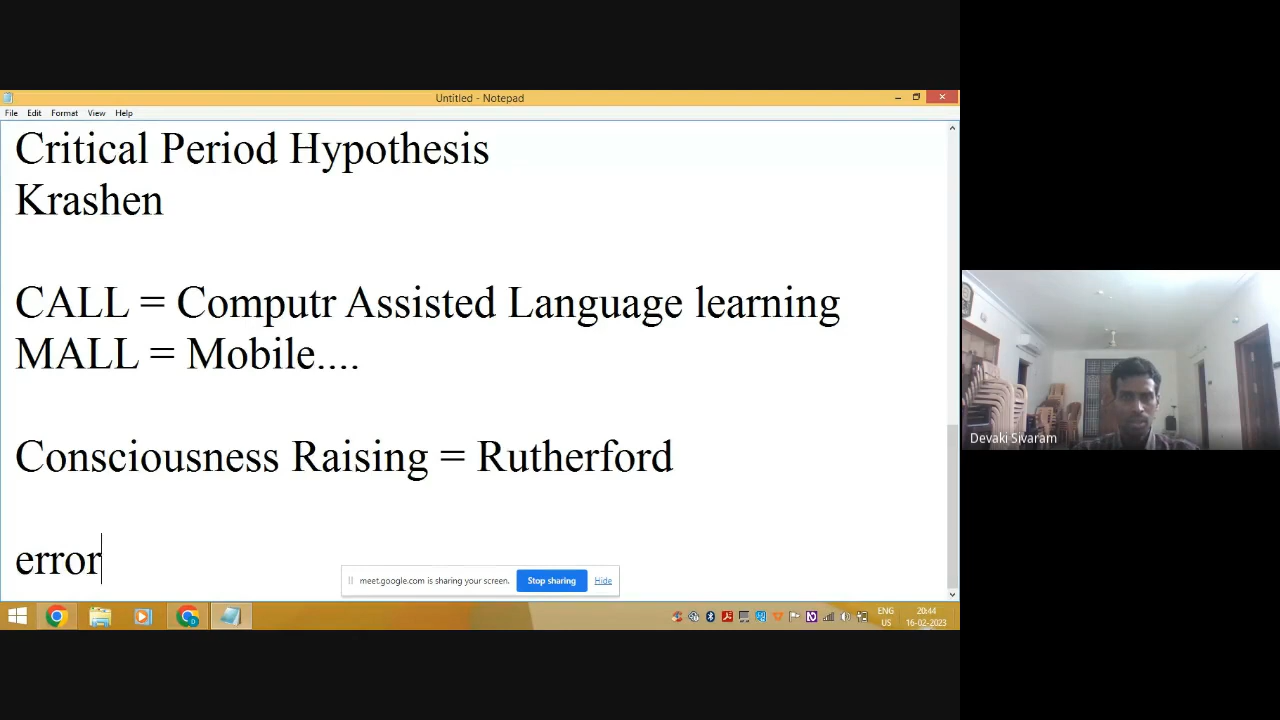 Untitled - Notepad
File Edit Format View Help
Critical Period Hypothesis
Krashen
CALL = Computr Assisted Language learning
MALL = Mobile....
Consciousness Raising = Rutherford
error
meet.google.com is sharing your screen. Stop sharing Hide
Devaki Sivaram
ENG
US
20:44
16-02-2023